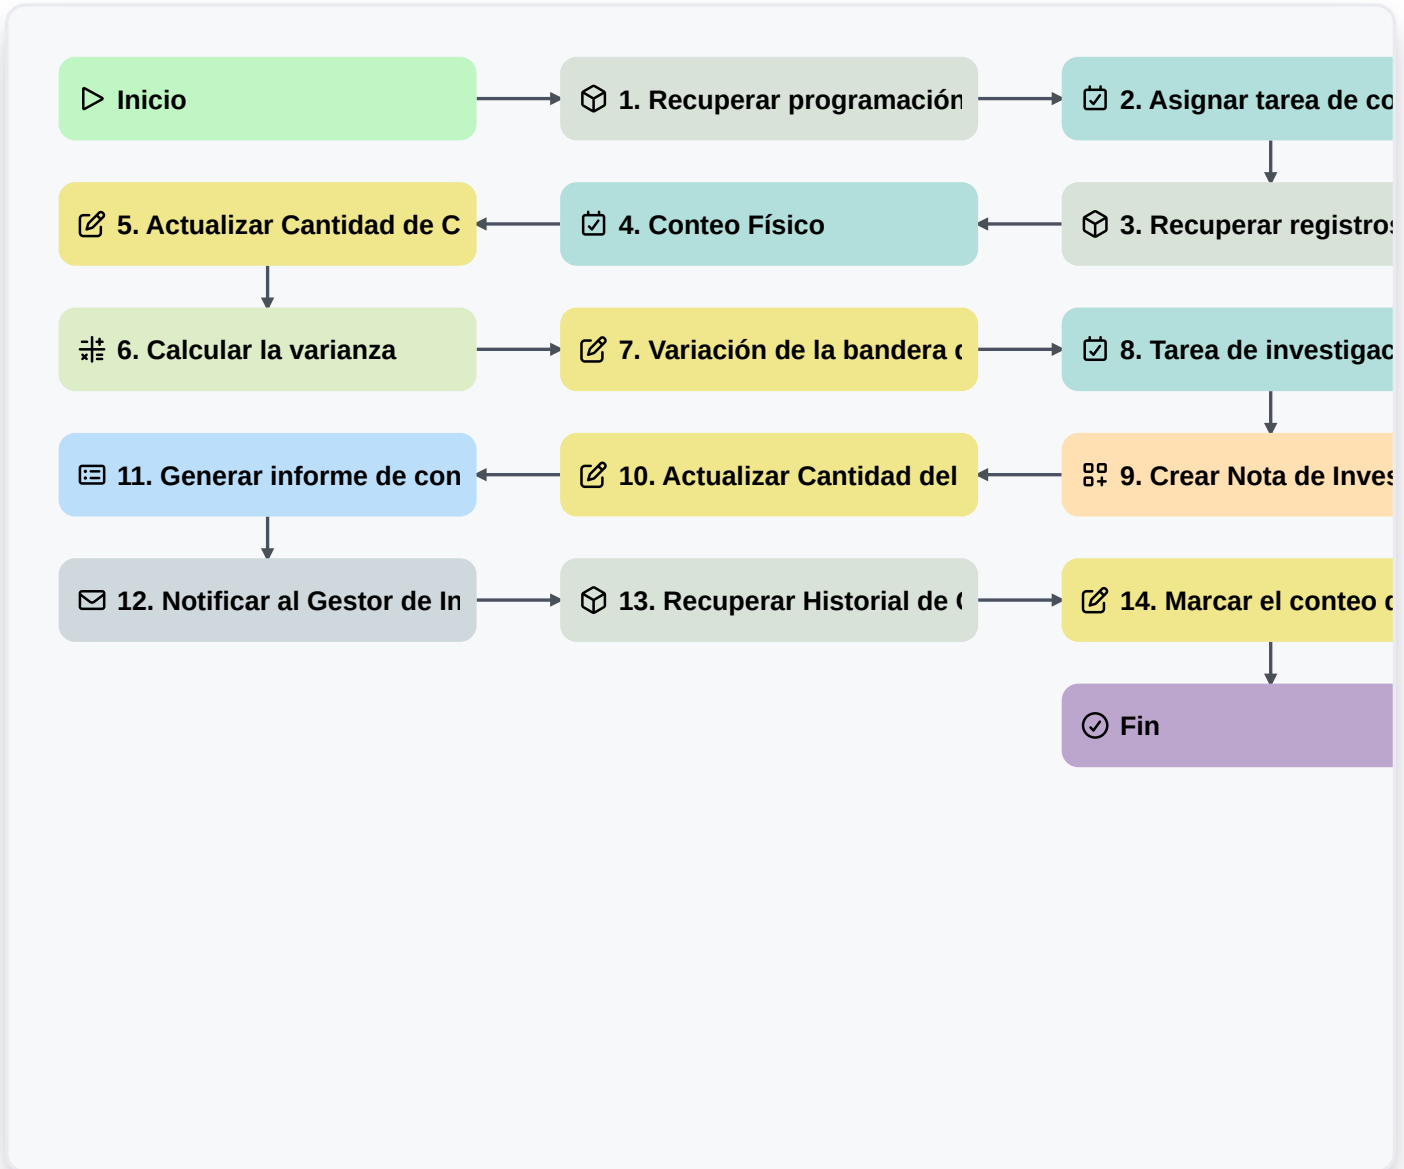 Inicio
1. Recuperar programación
2. Asignar tarea de co
5. Actualizar Cantidad de C
4. Conteo Físico
3. Recuperar registros
6. Calcular la varianza
7. Variación de la bandera
8. Tarea de investigac
11. Generar informe de con
10. Actualizar Cantidad del
9. Crear Nota de Inves
12. Notificar al Gestor de In
13. Recuperar Historial de
14. Marcar el conteo
Fin